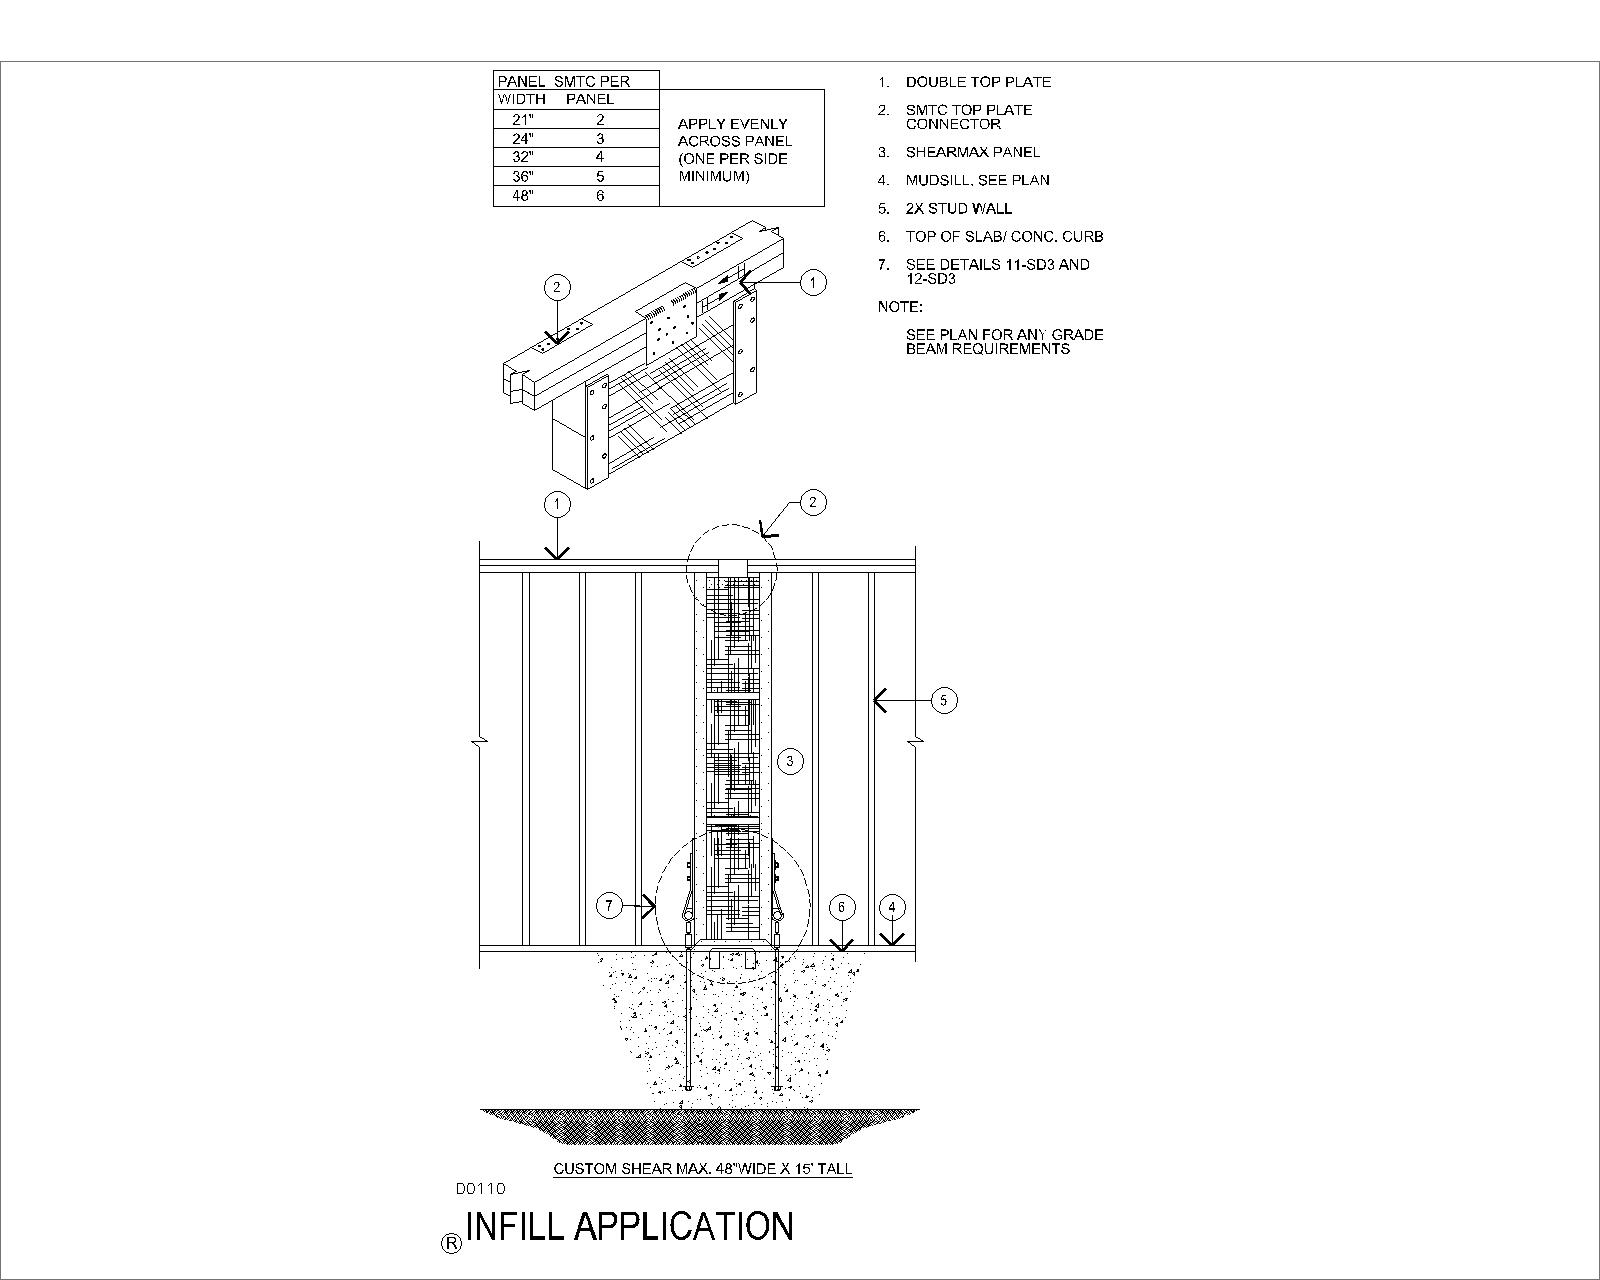 PANEL SMTC PER
WIDTH PANEL
21" 2
24" 3
32" 4
36" 5
48" 6
APPLY EVENLY
ACROSS PANEL
(ONE PER SIDE
MINIMUM)
1. DOUBLE TOP PLATE
2. SMTC TOP PLATE
CONNECTOR
3. SHEARMAX PANEL
4. MUDSILL, SEE PLAN
5. 2X STUD WALL
6. TOP OF SLAB/ CONC. CURB
7. SEE DETAILS 11-SD3 AND
12-SD3
NOTE:
SEE PLAN FOR ANY GRADE
BEAM REQUIREMENTS
2
1
1
2
5
3
7
6
4
CUSTOM SHEAR MAX. 48"WIDE X 15' TALL
D0110
® INFILL APPLICATION